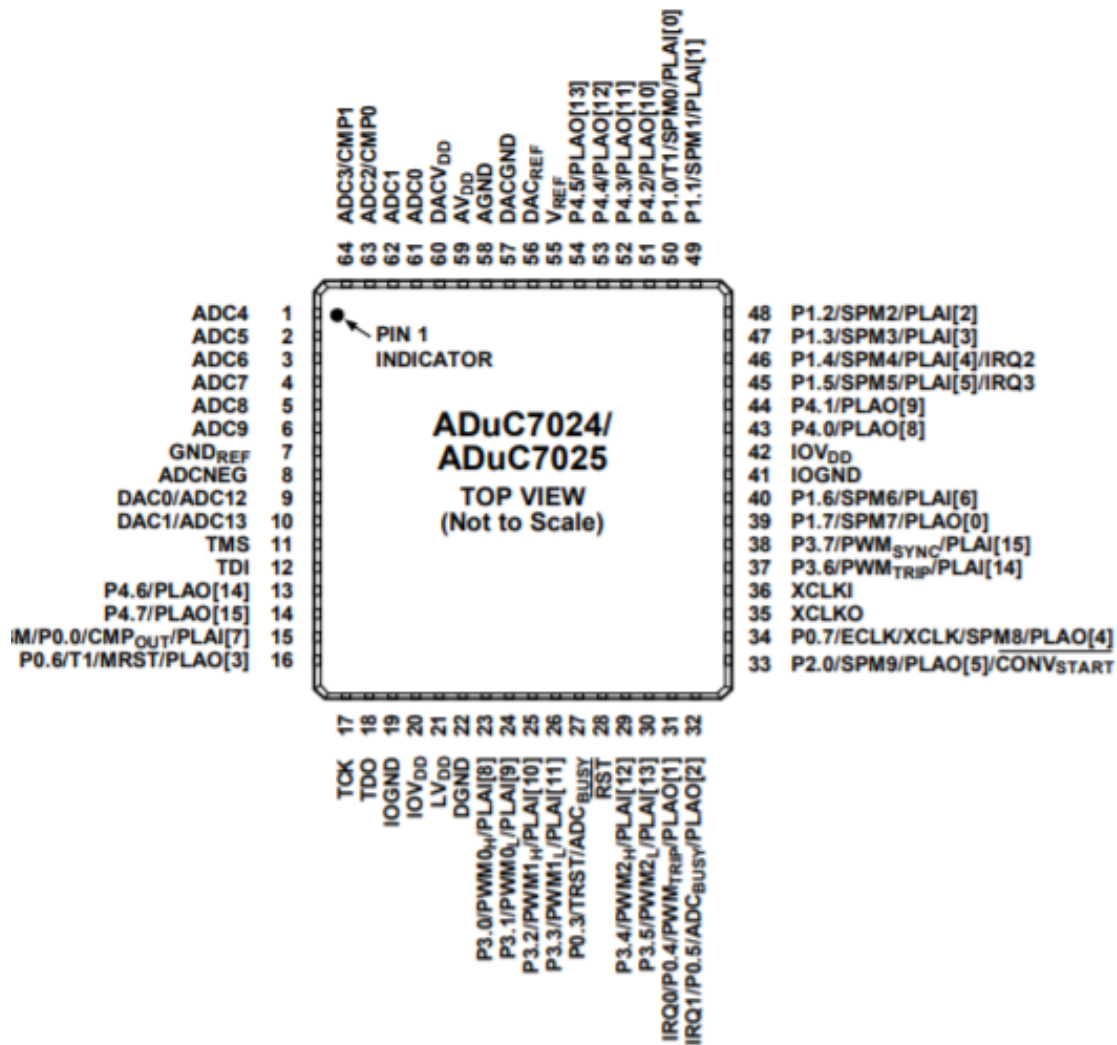 64 ADC3/CMP1
63 ADC2/CMP0
62 ADC1
61 ADC0
60 DACVDD
59 AVDD
58 AGND
57 DACGND
56 DACREF
55 VREF
54 P4.5/PLAO[13]
53 P4.4/PLAO[12]
52 P4.3/PLAO[11]
51 P4.2/PLAO[10]
50 P1.0/T1/SPM0/PLAI[0]
49 P1.1/SPM1/PLAI[1]
ADC4 1
ADC5 2
ADC6 3
ADC7 4
ADC8 5
ADC9 6
GNDREF 7
ADCNEG 8
DAC0/ADC12 9
DAC1/ADC13 10
TMS 11
TDI 12
P4.6/PLAO[14] 13
P4.7/PLAO[15] 14
M/P0.0/CMPOUT/PLAI[7] 15
P0.6/T1/MRST/PLAO[3] 16
PIN 1
INDICATOR
ADuC7024/
ADuC7025
TOP VIEW
(Not to Scale)
48 P1.2/SPM2/PLAI[2]
47 P1.3/SPM3/PLAI[3]
46 P1.4/SPM4/PLAI[4]/IRQ2
45 P1.5/SPM5/PLAI[5]/IRQ3
44 P4.1/PLAO[9]
43 P4.0/PLAO[8]
42 IOVDD
41 IOGND
40 P1.6/SPM6/PLAI[6]
39 P1.7/SPM7/PLAO[0]
38 P3.7/PWMSYNC/PLAI[15]
37 P3.6/PWMTRIP/PLAI[14]
36 XCLKI
35 XCLKO
34 P0.7/ECLK/XCLK/SPM8/PLAO[4]
33 P2.0/SPM9/PLAO[5]/CONVSTART
TCK 17
TDO 18
IOGND 19
IOVDD 20
LVDD 21
DGND 22
P3.0/PWM0H/PLAI[8] 23
P3.1/PWM0L/PLAI[9] 24
P3.2/PWM1H/PLAI[10] 25
P3.3/PWM1L/PLAI[11] 26
P0.3/TRST/ADCBUSY 27
RST 28
P3.4/PWM2H/PLAI[12] 29
P3.5/PWM2L/PLAI[13] 30
IRQ0/P0.4/PWMTRIP/PLAO[1] 31
IRQ1/P0.5/ADCBUSY/PLAO[2] 32